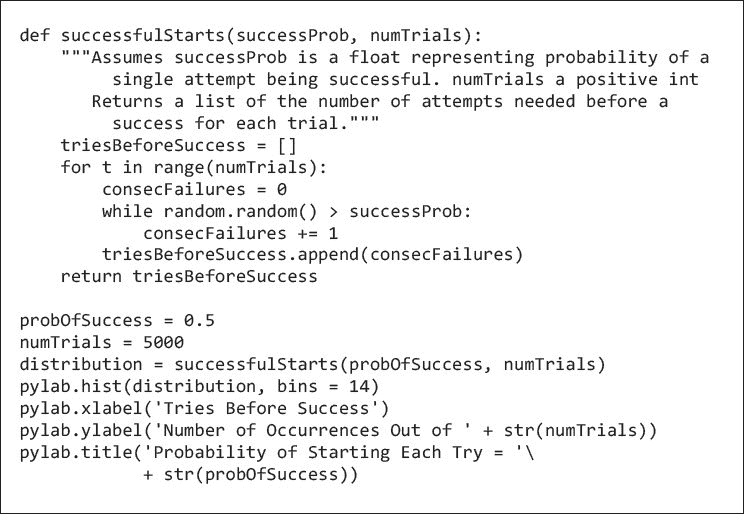 def successfulStarts(successProb, numTrials):
    """Assumes successProb is a float representing probability of a
         single attempt being successful. numTrials a positive int
       Returns a list of the number of attempts needed before a
         success for each trial."""
    triesBeforeSuccess = []
    for t in range(numTrials):
        consecFailures = 0
        while random.random() > successProb:
            consecFailures += 1
        triesBeforeSuccess.append(consecFailures)
    return triesBeforeSuccess

probOfSuccess = 0.5
numTrials = 5000
distribution = successfulStarts(probOfSuccess, numTrials)
pylab.hist(distribution, bins = 14)
pylab.xlabel('Tries Before Success')
pylab.ylabel('Number of Occurrences Out of ' + str(numTrials))
pylab.title('Probability of Starting Each Try = '\
            + str(probOfSuccess))